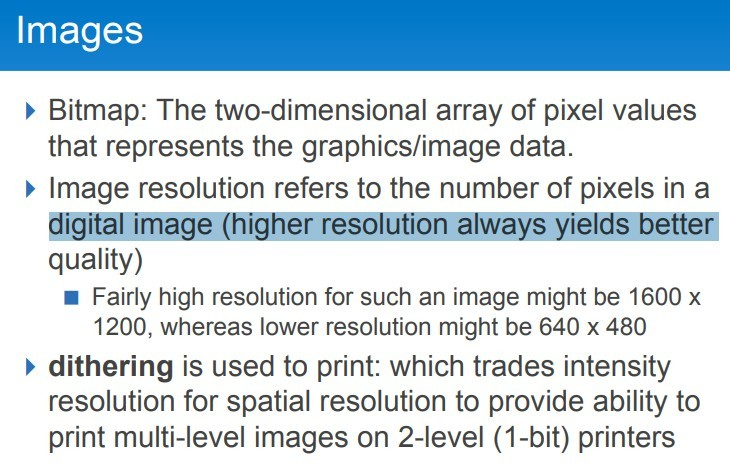 Images
Bitmap: The two-dimensional array of pixel values
that represents the graphics/image data.
Image resolution refers to the number of pixels in a
digital image (higher resolution always yields better
quality)
Fairly high resolution for such an image might be 1600 x
1200, whereas lower resolution might be 640 x 480
dithering is used to print: which trades intensity
resolution for spatial resolution to provide ability to
print multi-level images on 2-level (1-bit) printers